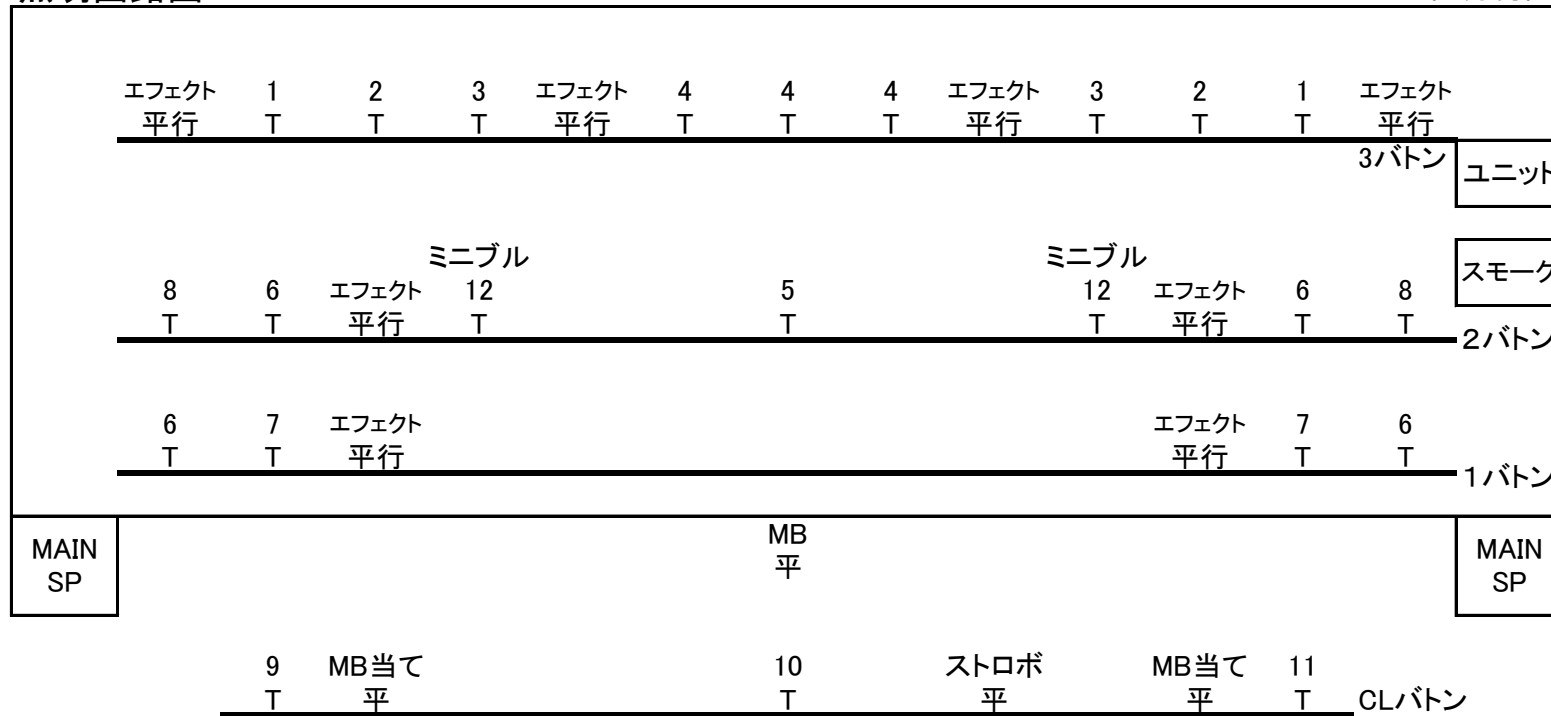 エフェクト 1 2 3 エフェクト 4 4 4 エフェクト 3 2 1 エフェクト
平行 T T T 平行 T T T 平行 T T T 平行
3バトン
ユニット
ミニブル ミニブル
スモーク
8 6 エフェクト 12 5 12 エフェクト 6 8
T T 平行 T T T 平行 T T
２バトン
6 7 エフェクト エフェクト 7 6
T T 平行 平行 T T
１バトン
MAIN MB MAIN
SP 平 SP
9 MB当て 10 ストロボ MB当て 11
T 平 T 平 平 T CLバトン